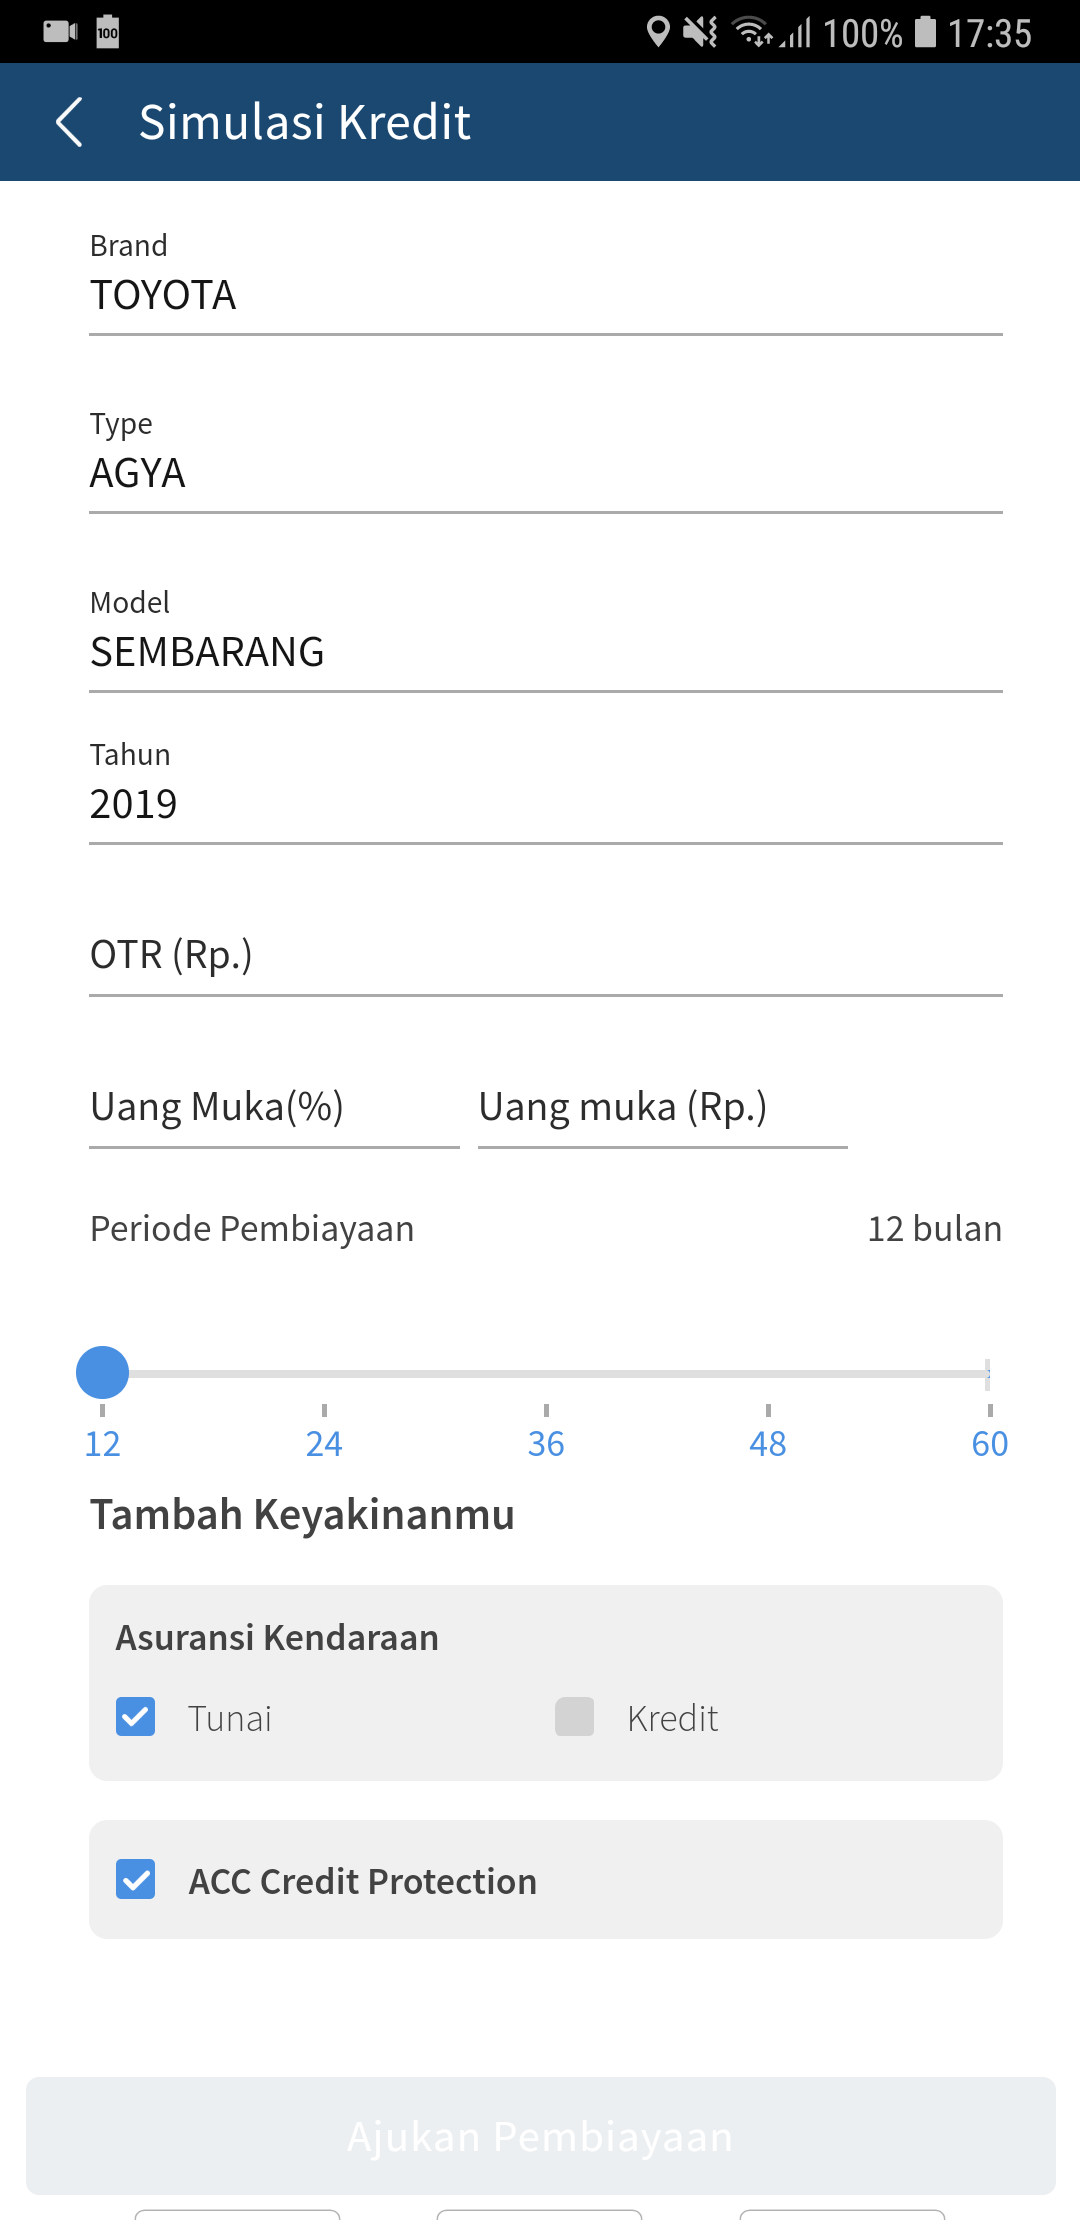 100 100% 17:35
Simulasi Kredit
Brand
TOYOTA
Type
AGYA
Model
SEMBARANG
Tahun
2019
OTR (Rp.)
Uang Muka(%) Uang muka (Rp.)
Periode Pembiayaan 12 bulan
12 24 36 48 60
Tambah Keyakinanmu
Asuransi Kendaraan
Tunai Kredit
ACC Credit Protection
Ajukan Pembiayaan